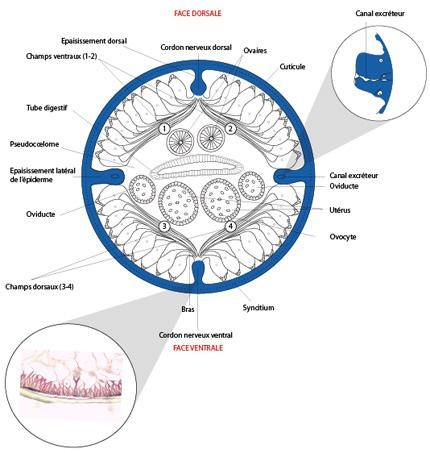 FACE DORSALE
Canal excréteur
Epaisissement dorsal
Cordon nerveux dorsal
Ovaires
Champs ventraux (1-2)
Cuticule
Tube digestif
1
2
Pseudocœlome
Epaisissement latéral
de l'épiderme
Canal excréteur
Oviducte
Oviducte
Utérus
3
4
Ovocyte
Champs dorsaux (3-4)
Bras
Syncitium
Cordon nerveux ventral
FACE VENTRALE